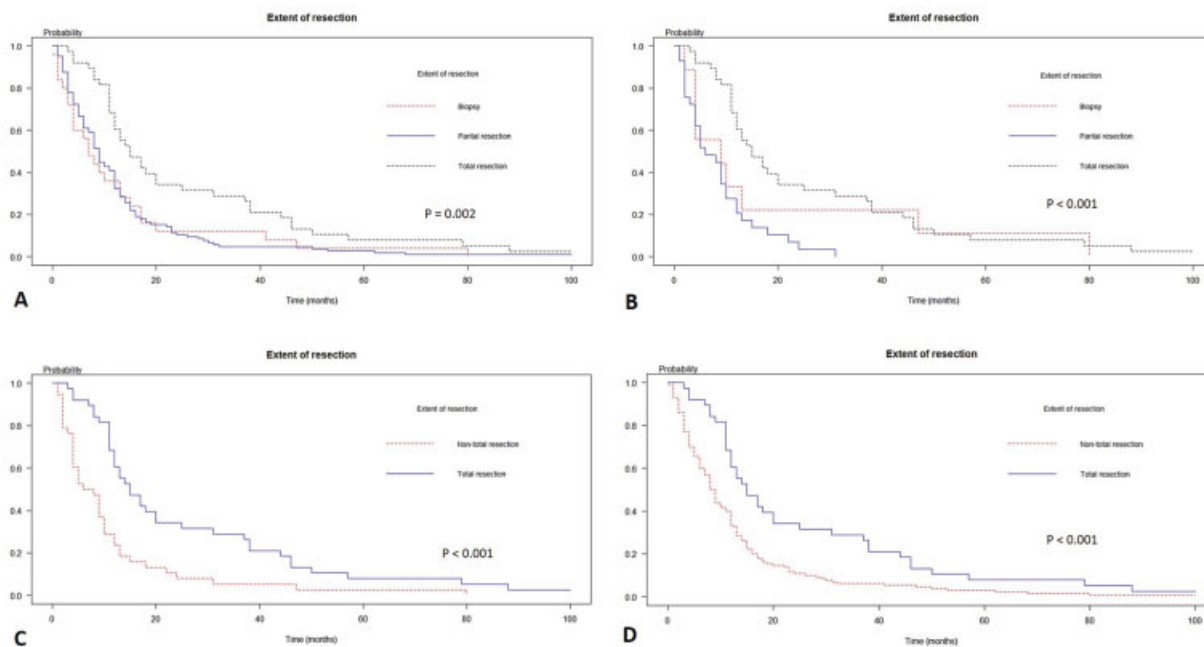 Extent of resection
Probability
1.0
0.8
0.6
0.4
0.2
0.0
Extent of resection
Biopsy
Partial resection
Total resection
P = 0.002
0 20 40 60 80 100
Time (months)
A
Extent of resection
Probability
1.0
0.8
0.6
0.4
0.2
0.0
Extent of resection
Biopsy
Partial resection
Total resection
P < 0.001
0 20 40 60 80 100
Time (months)
B
Extent of resection
Probability
1.0
0.8
0.6
0.4
0.2
0.0
Extent of resection
Non-total resection
Total resection
P < 0.001
0 20 40 60 80 100
Time (months)
C
Extent of resection
Probability
1.0
0.8
0.6
0.4
0.2
0.0
Extent of resection
Non-total resection
Total resection
P < 0.001
0 20 40 60 80 100
Time (months)
D